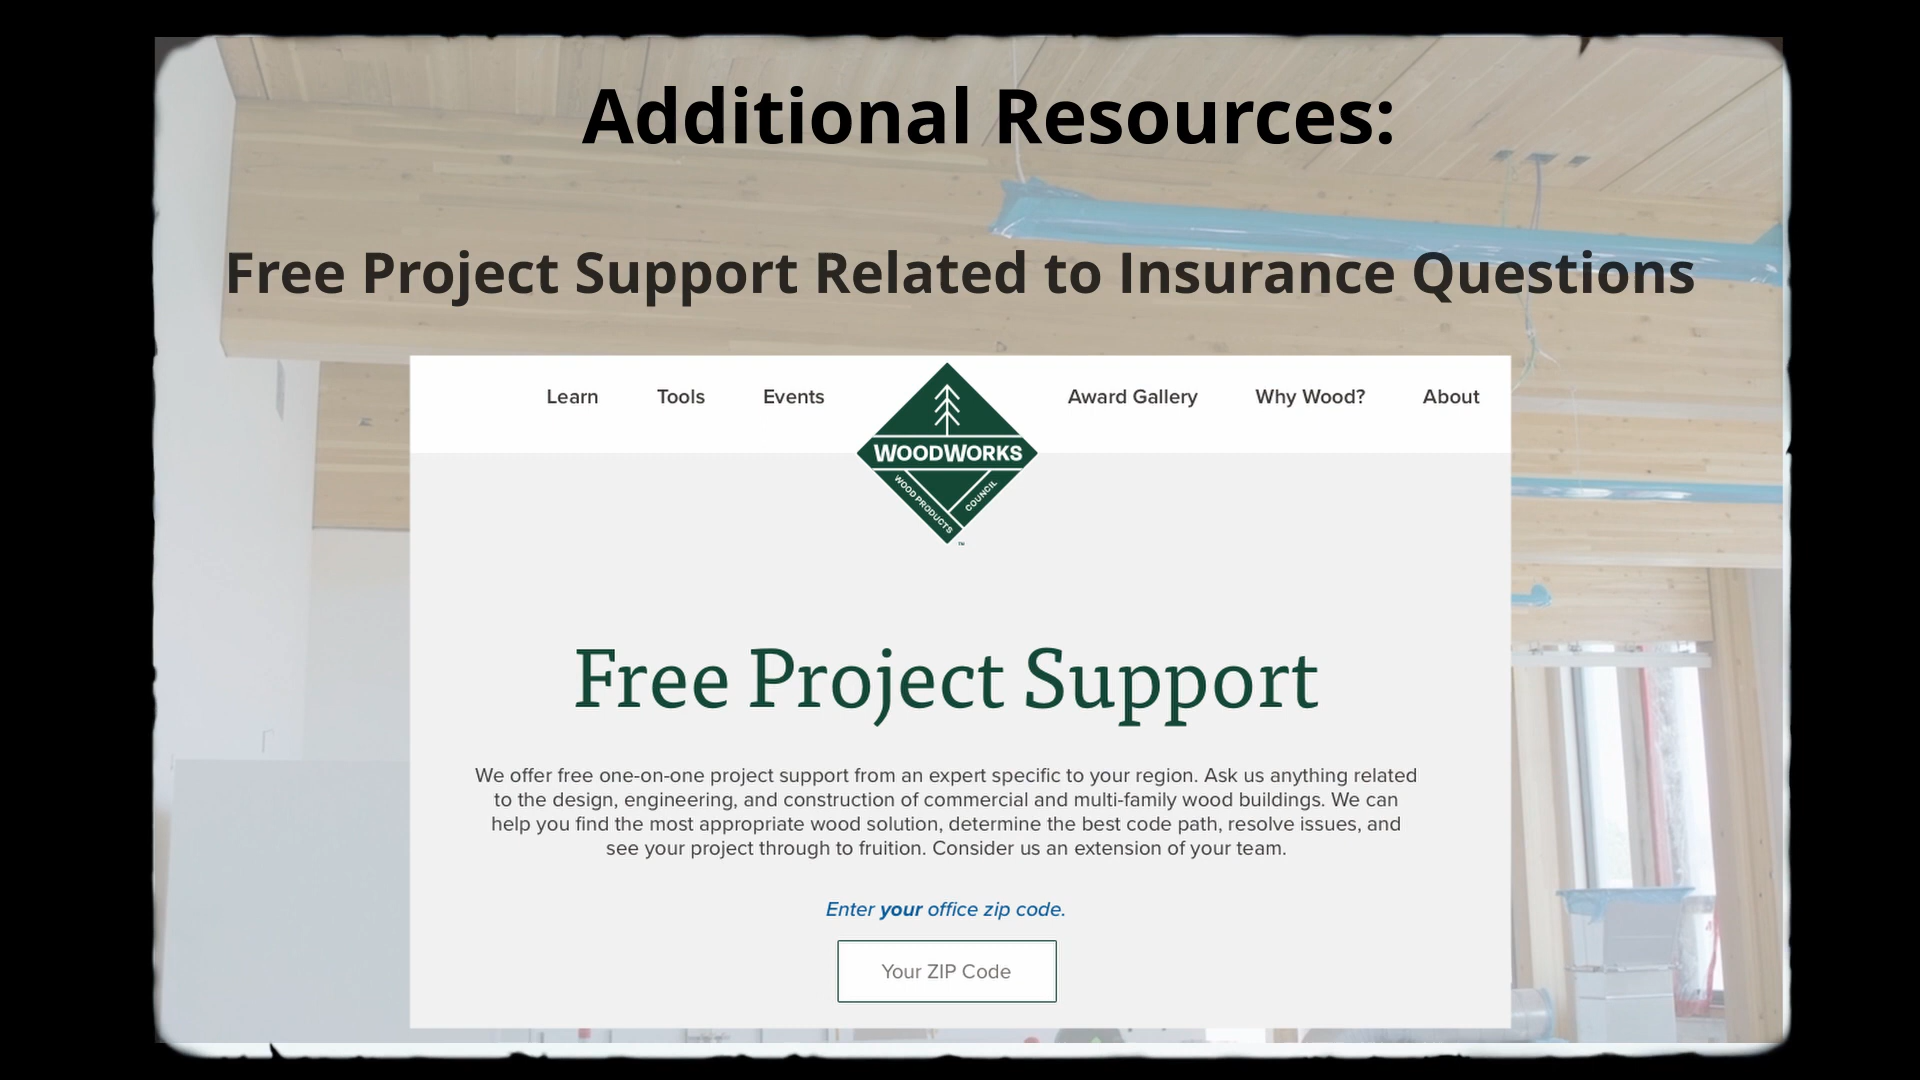 Additional Resources:
Free Project Support Related to Insurance Questions
Learn Tools Events Award Gallery Why Wood? About
WOODWORKS
WOOD PRODUCTS COUNCIL
™
Free Project Support
We offer free one-on-one project support from an expert specific to your region. Ask us anything related
to the design, engineering, and construction of commercial and multi-family wood buildings. We can
help you find the most appropriate wood solution, determine the best code path, resolve issues, and
see your project through to fruition. Consider us an extension of your team.
Enter your office zip code.
Your ZIP Code